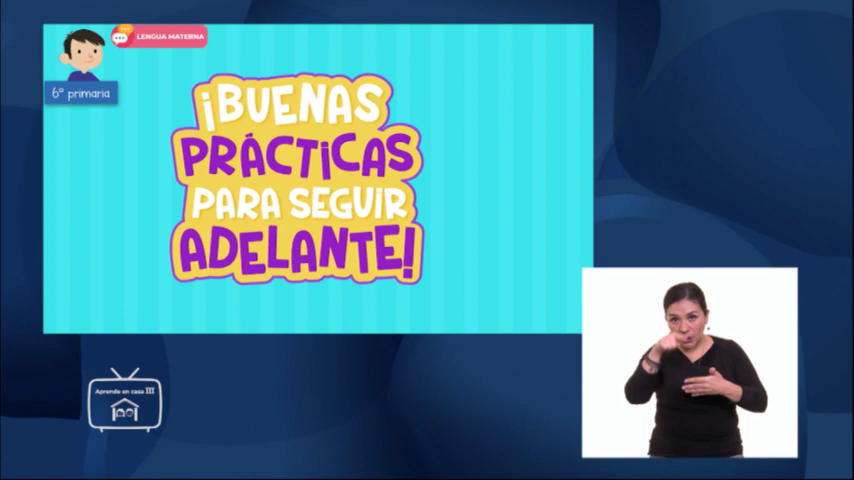 LENGUA MATERNA
6° primaria
¡BUENAS
PRÁCTICAS
PARA SEGUIR
ADELANTE!
Aprende en casa III